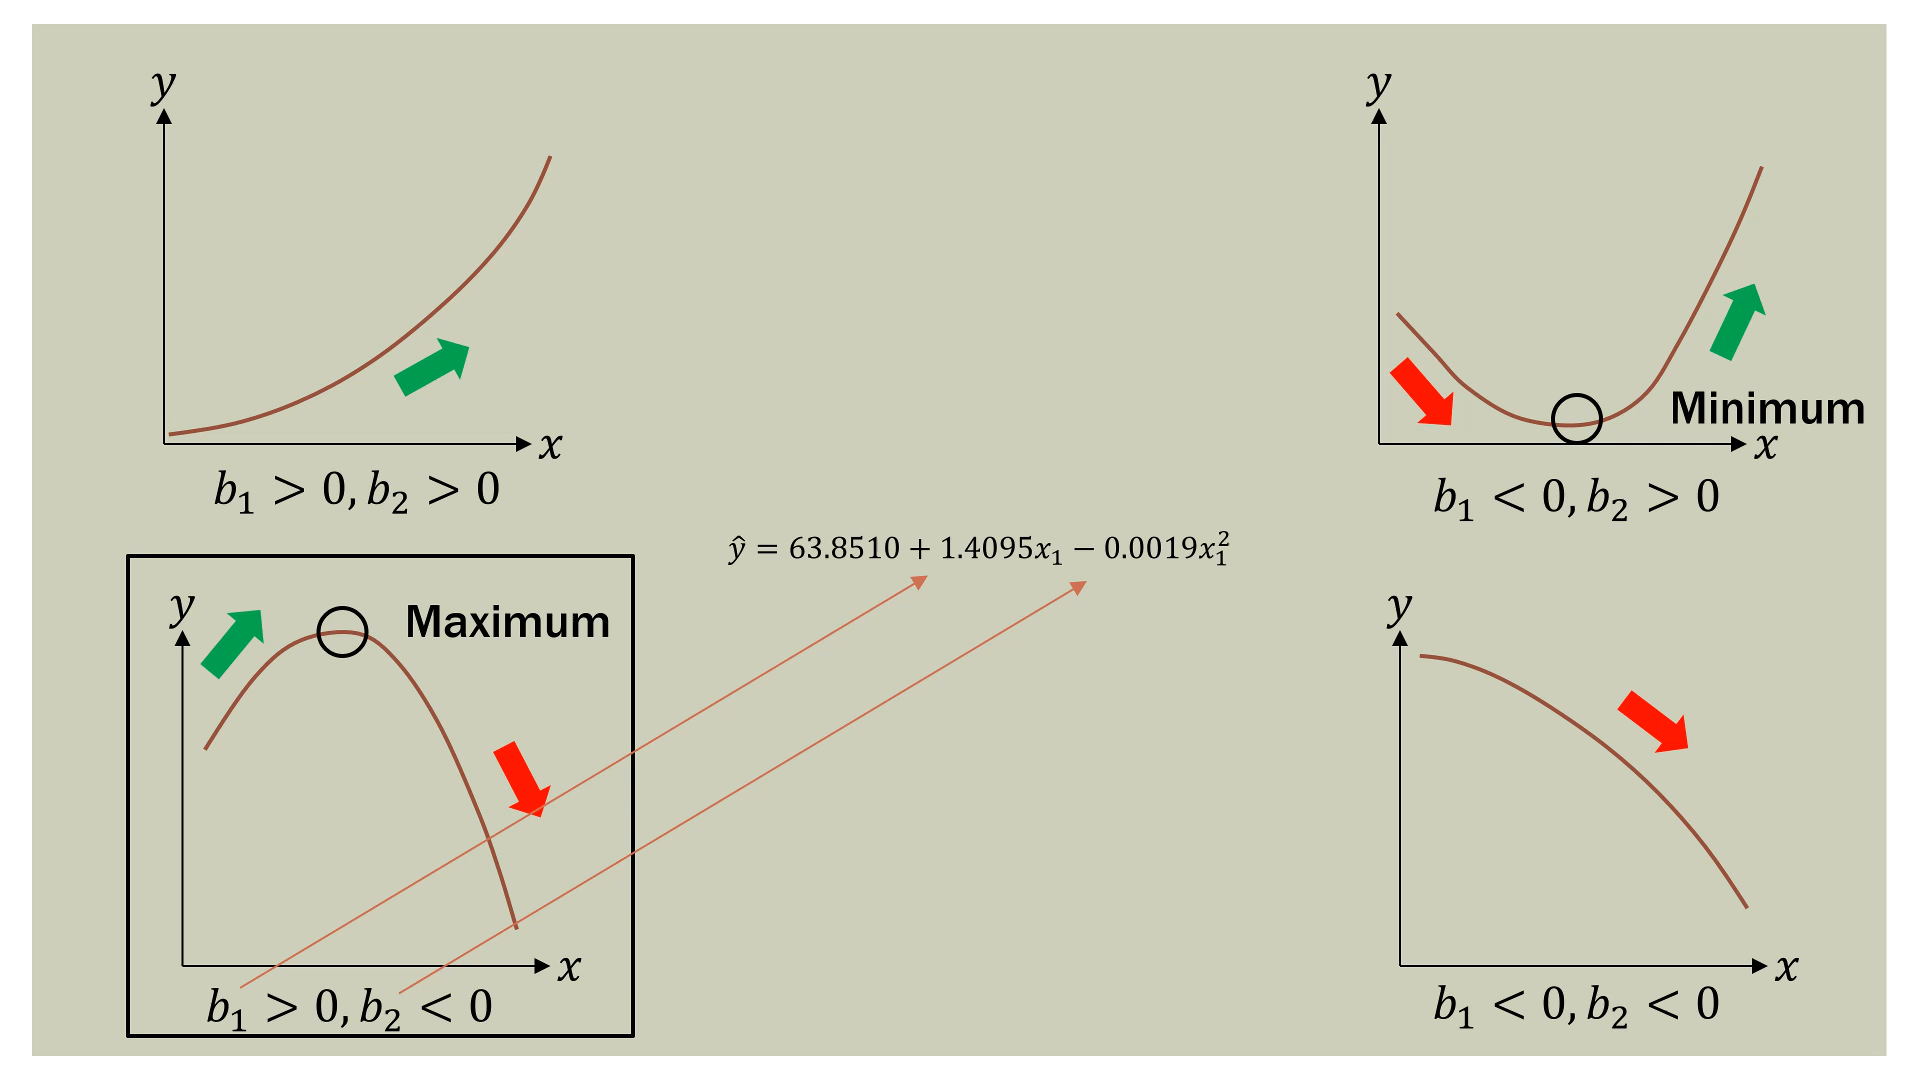 y
x
b₁ > 0, b₂ > 0
y
Minimum
x
b₁ < 0, b₂ > 0
ŷ = 63.8510 + 1.4095x₁ − 0.0019x₁²
y
Maximum
x
b₁ > 0, b₂ < 0
y
x
b₁ < 0, b₂ < 0